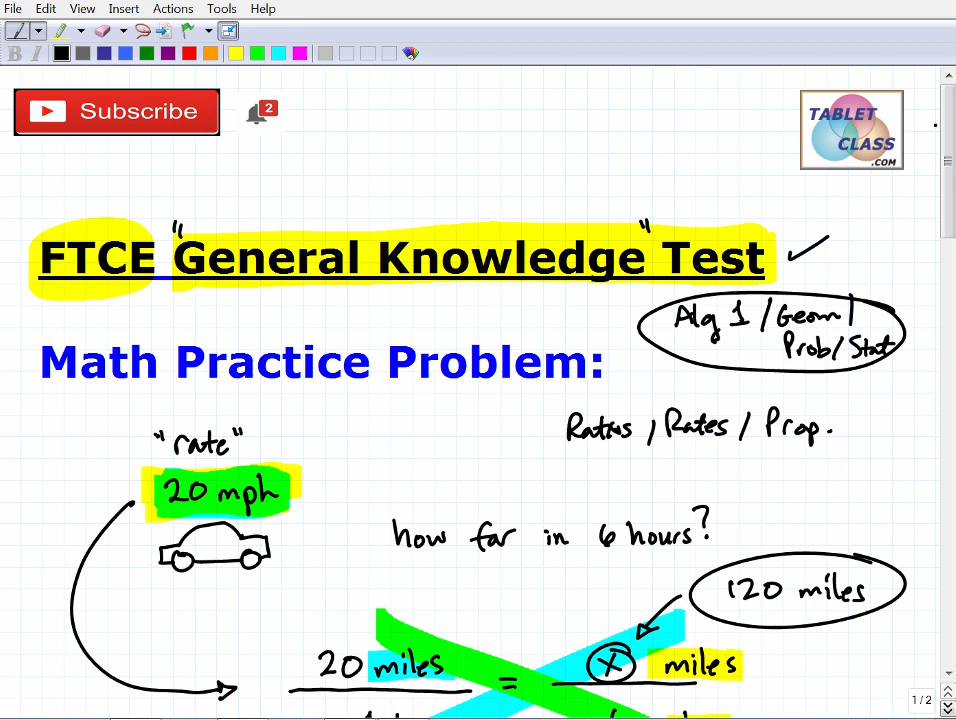 File Edit View Insert Actions Tools Help
B I
Subscribe
2
TABLET
CLASS
.COM
FTCE "General Knowledge" Test
Alg 1 / Geom /
Prob / Stat
Math Practice Problem:
Ratios / Rates / Prop.
"rate"
20 mph
how far in 6 hours?
120 miles
20 miles = X miles
1 / 2